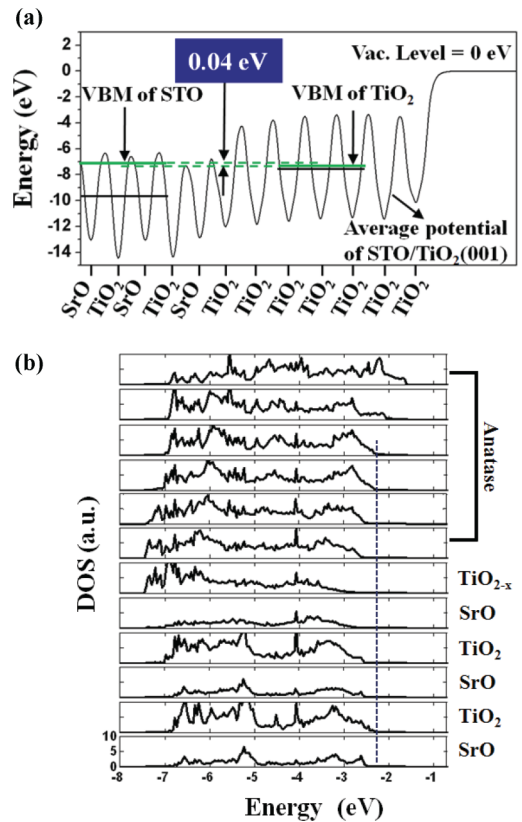 (a)
2
0
-2
-4
-6
-8
-10
-12
-14
Energy (eV)
0.04 eV
Vac. Level = 0 eV
VBM of STO
VBM of TiO₂
Average potential
of STO/TiO₂(001)
SrO
TiO₂
SrO
TiO₂
SrO
TiO₂
TiO₂
TiO₂
TiO₂
TiO₂
TiO₂
TiO₂
(b)
DOS (a.u.)
Anatase
TiO₂₋ₓ
SrO
TiO₂
SrO
TiO₂
SrO
10
5
0
-8 -7 -6 -5 -4 -3 -2 -1
Energy (eV)